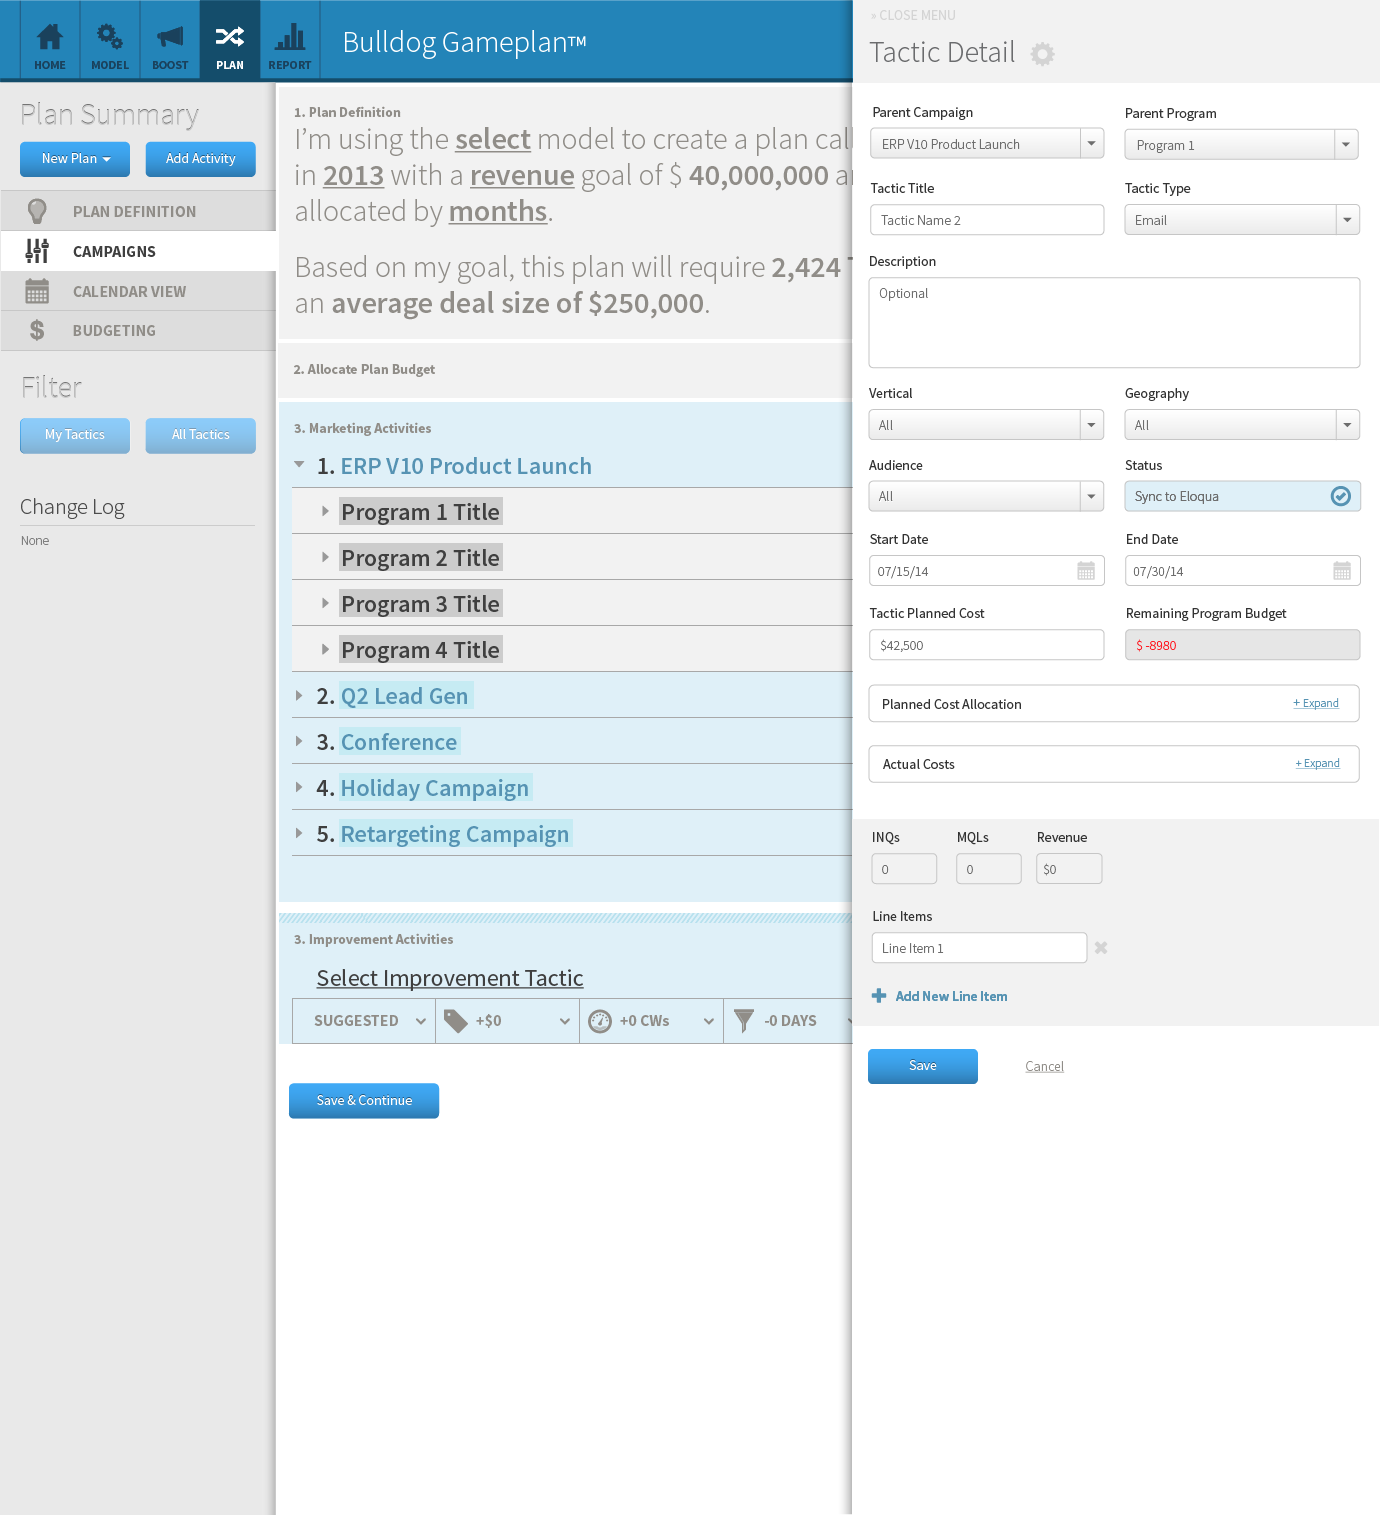 HOME
MODEL
BOOST
PLAN
REPORT
Bulldog Gameplan™
Plan Summary
New Plan
Add Activity
PLAN DEFINITION
CAMPAIGNS
CALENDAR VIEW
BUDGETING
Filter
My Tactics
All Tactics
Change Log
None
1. Plan Definition
I’m using the select model to create a plan call
in 2013 with a revenue goal of $ 40,000,000
allocated by months.
Based on my goal, this plan will require 2,424
an average deal size of $250,000.
2. Allocate Plan Budget
3. Marketing Activities
1. ERP V10 Product Launch
Program 1 Title
Program 2 Title
Program 3 Title
Program 4 Title
2. Q2 Lead Gen
3. Conference
4. Holiday Campaign
5. Retargeting Campaign
3. Improvement Activities
Select Improvement Tactic
SUGGESTED
+$0
+0 CWs
-0 DAYS
Save & Continue
« CLOSE MENU
Tactic Detail
Parent Campaign
Parent Program
ERP V10 Product Launch
Program 1
Tactic Title
Tactic Type
Tactic Name 2
Email
Description
Optional
Vertical
Geography
All
All
Audience
Status
All
Sync to Eloqua
Start Date
End Date
07/15/14
07/30/14
Tactic Planned Cost
Remaining Program Budget
$42,500
$ -8980
Planned Cost Allocation
+ Expand
Actual Costs
+ Expand
INQs
MQLs
Revenue
0
0
$0
Line Items
Line Item 1
Add New Line Item
Save
Cancel